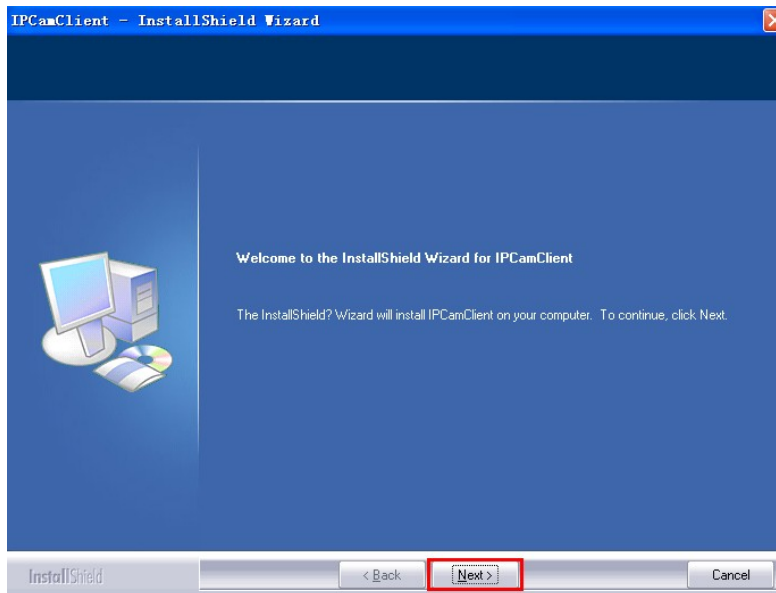 IPCamClient - InstallShield Wizard
Welcome to the InstallShield Wizard for IPCamClient
The InstallShield? Wizard will install IPCamClient on your computer. To continue, click Next.
InstallShield
< Back Next > Cancel